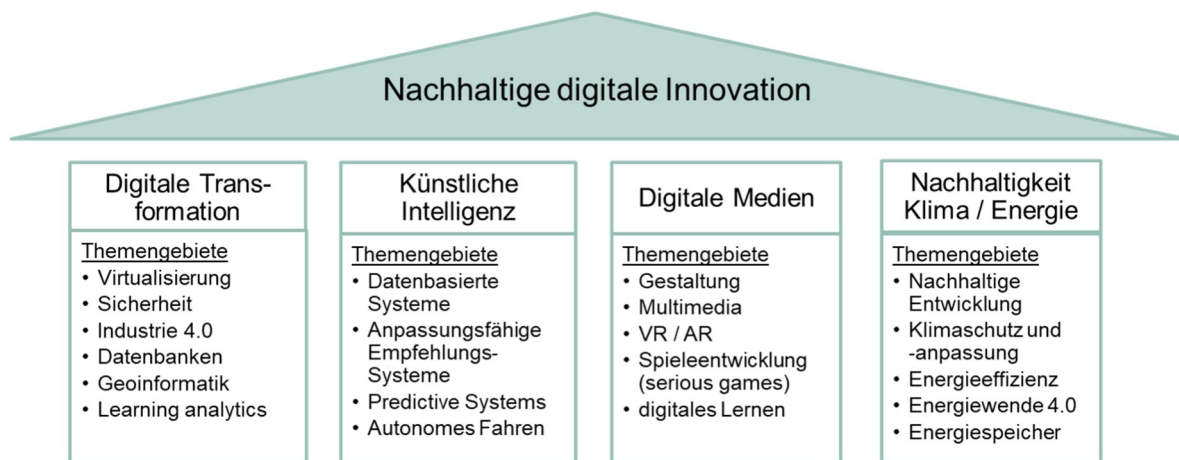 Nachhaltige digitale Innovation
Digitale Trans-
formation
Themengebiete
• Virtualisierung
• Sicherheit
• Industrie 4.0
• Datenbanken
• Geoinformatik
• Learning analytics
Künstliche
Intelligenz
Themengebiete
• Datenbasierte
Systeme
• Anpassungsfähige
Empfehlungs-
Systeme
• Predictive Systems
• Autonomes Fahren
Digitale Medien
Themengebiete
• Gestaltung
• Multimedia
• VR / AR
• Spieleentwicklung
(serious games)
• digitales Lernen
Nachhaltigkeit
Klima / Energie
Themengebiete
• Nachhaltige
Entwicklung
• Klimaschutz und
-anpassung
• Energieeffizienz
• Energiewende 4.0
• Energiespeicher